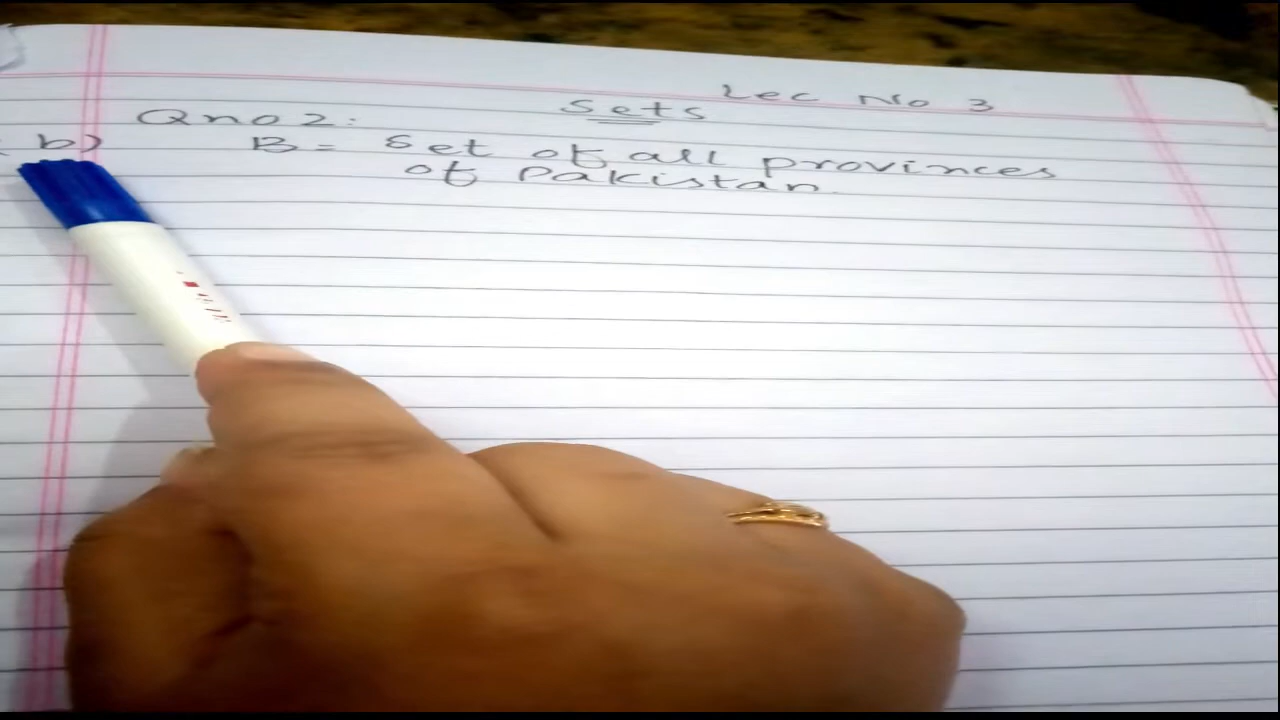 Lec No 3
Sets
Q no 2:
b) B = Set of all provinces
of Pakistan.